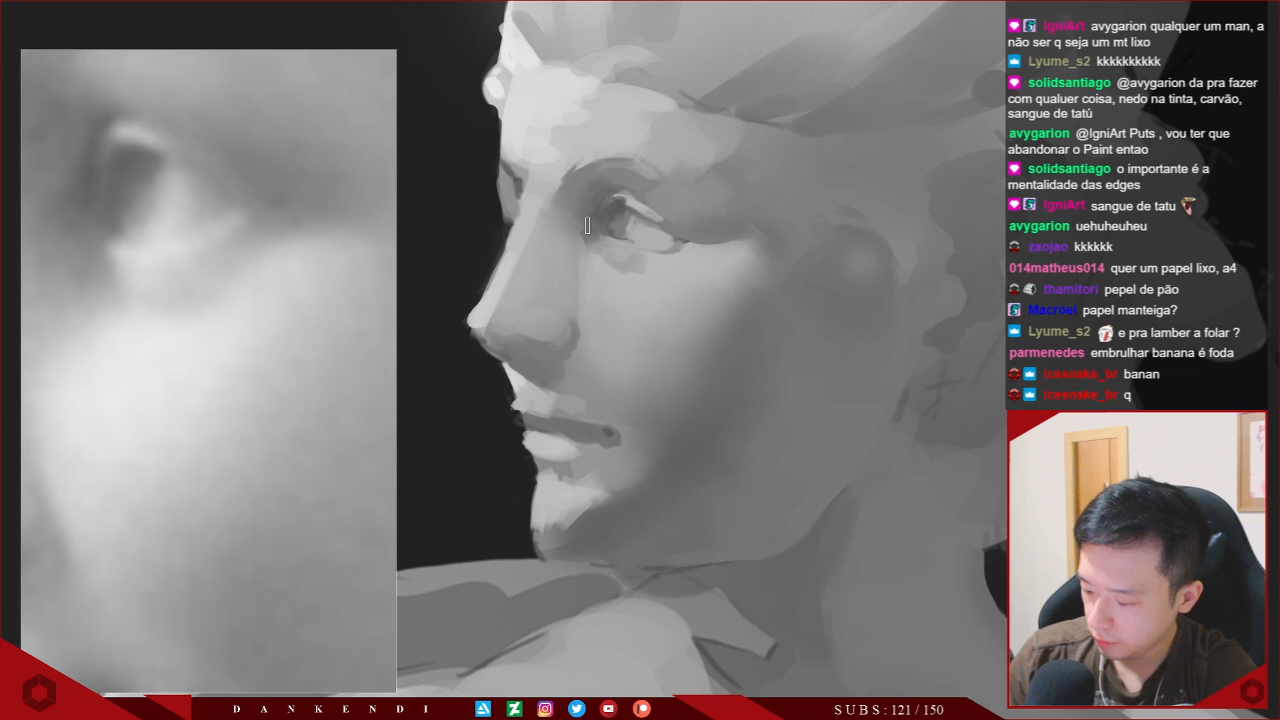 IgniArt avygarion qualquer um man, a
não ser q seja um mt lixo
Lyume_s2 kkkkkkkkkk
solidsantiago @avygarion da pra fazer
com qualuer coisa, nedo na tinta, carvão,
sangue de tatú
avygarion @IgniArt Puts , vou ter que
abandonar o Paint entao
solidsantiago o importante é a
mentalidade das edges
IgniArt sangue de tatu
avygarion uehuheuheu
zaojao kkkkkk
014matheus014 quer um papel lixo, a4
thamitori pepel de pão
Macroel papel manteiga?
Lyume_s2 e pra lamber a folar ?
parmenedes embrulhar banana é foda
icesnake_br banan
icesnake_br q
DANKENDI
SUBS: 121 / 150